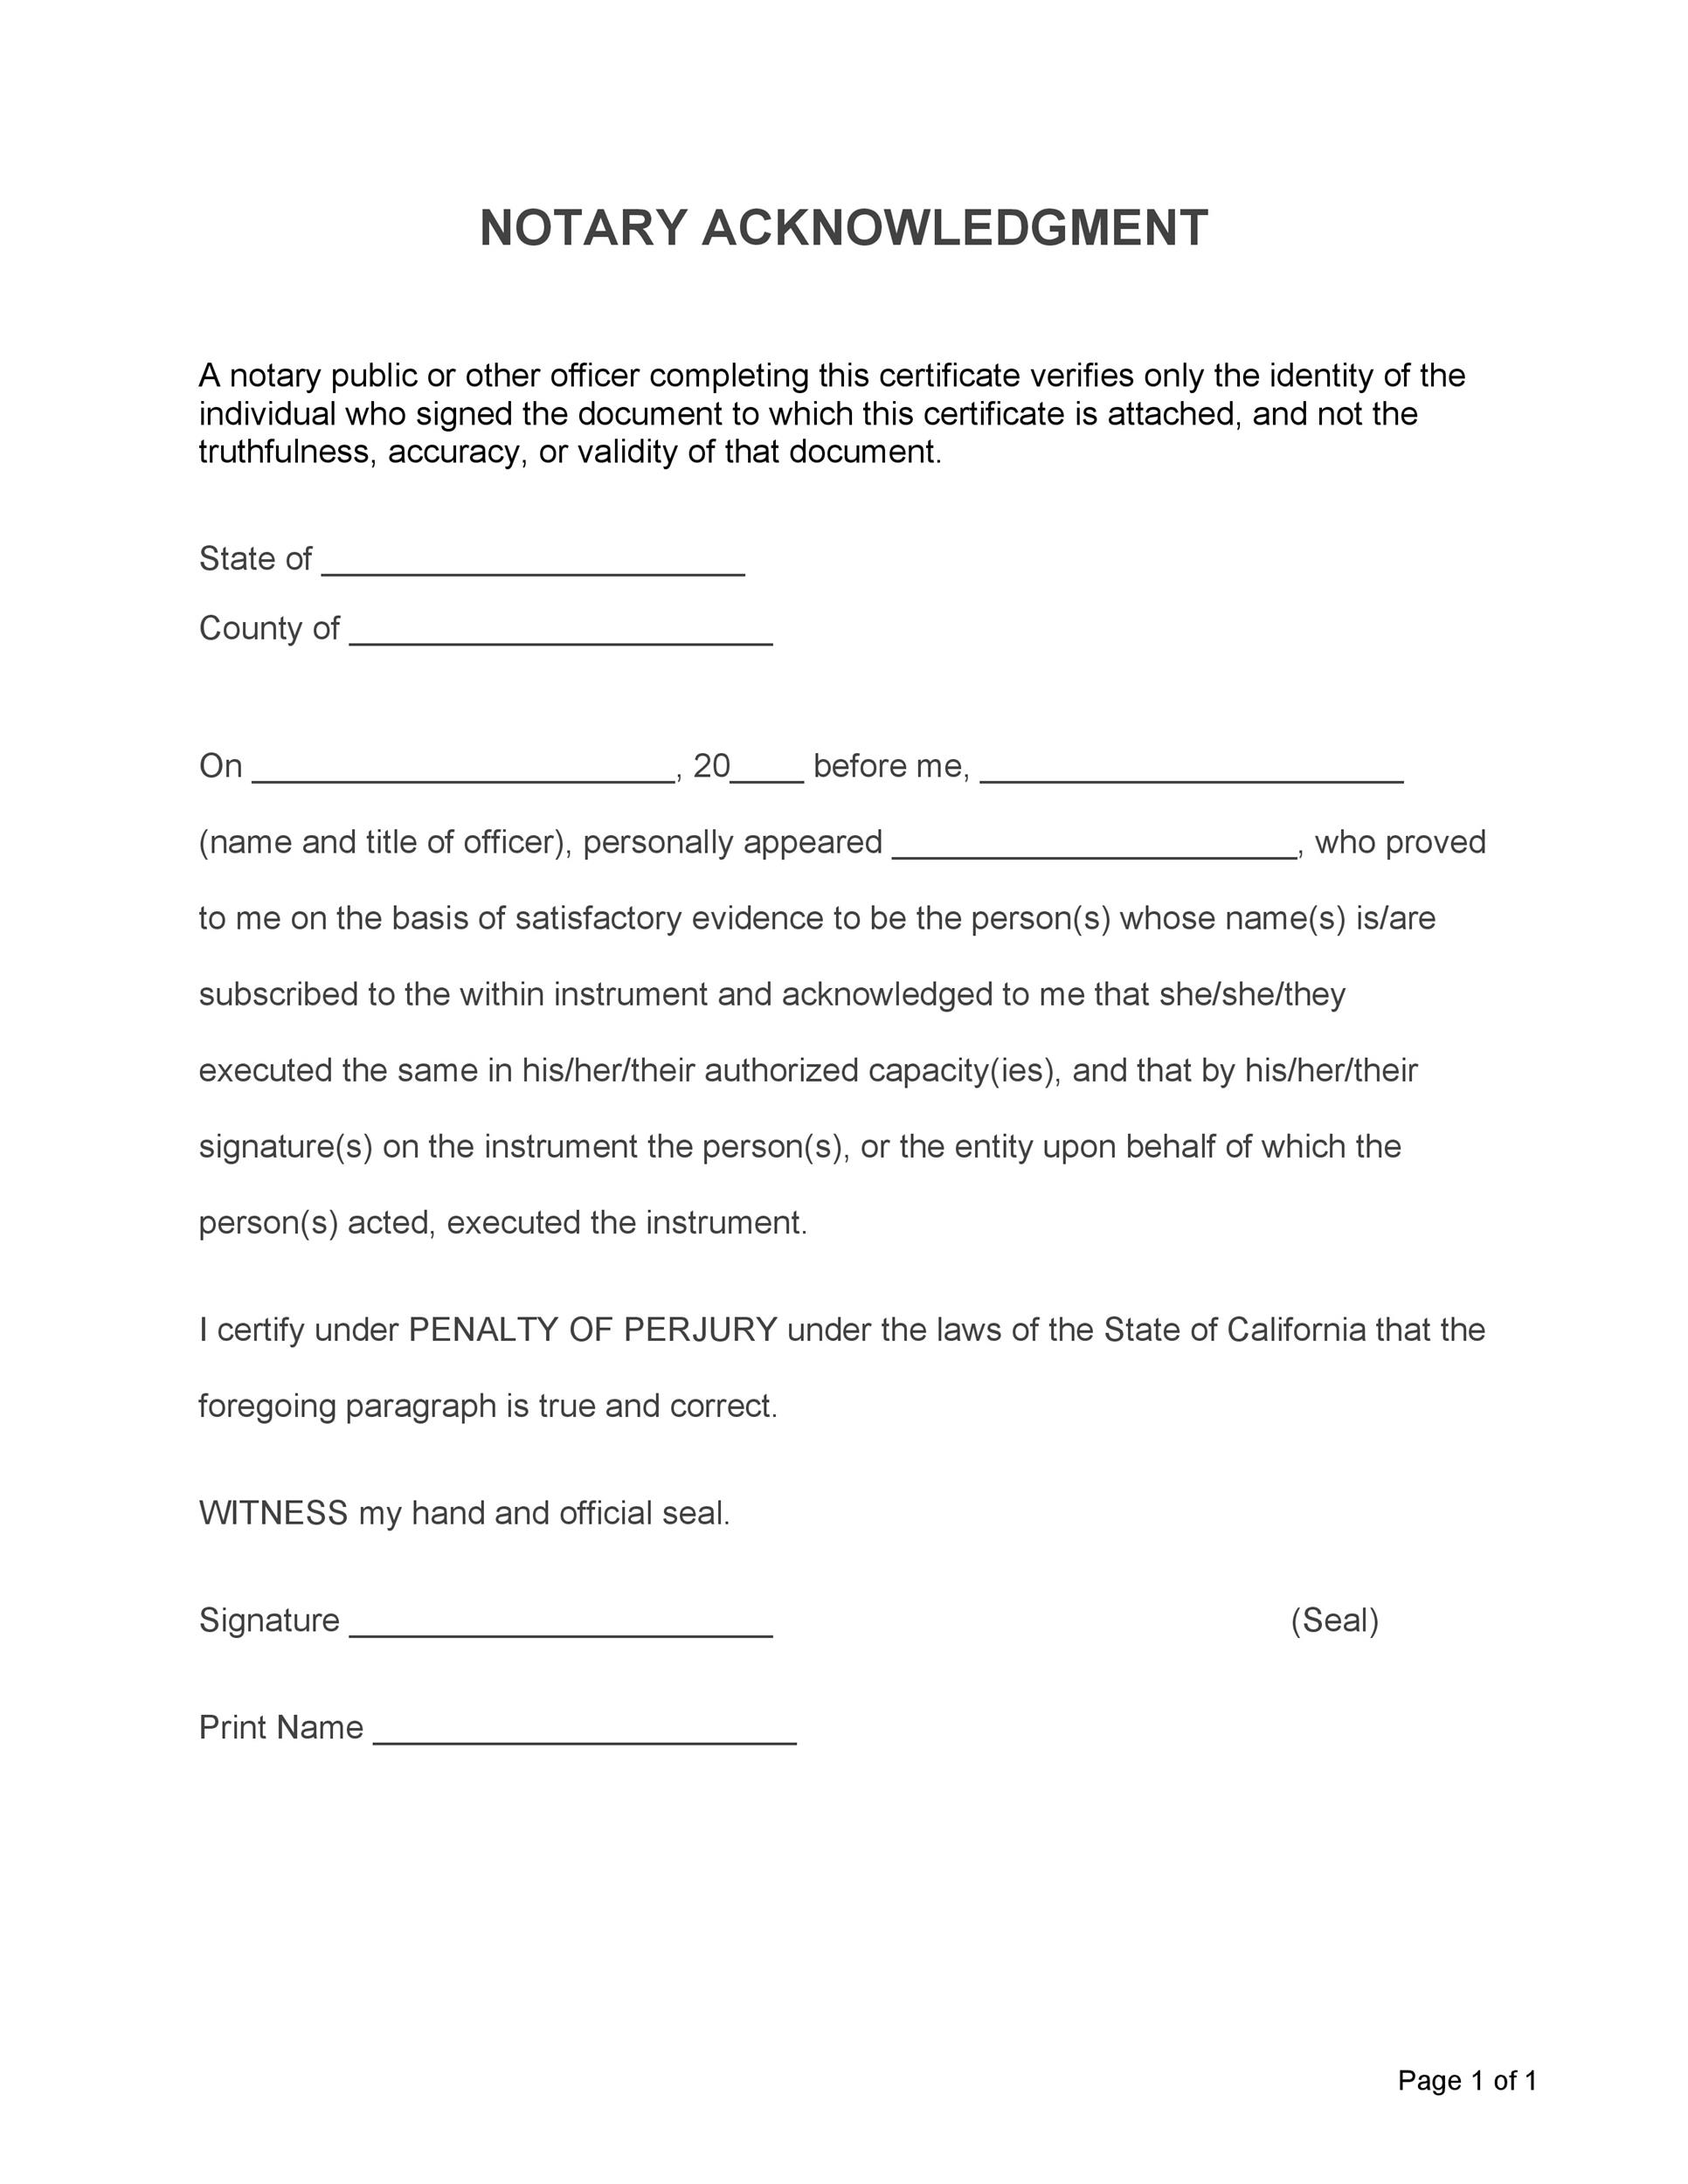 NOTARY ACKNOWLEDGMENT
A notary public or other officer completing this certificate verifies only the identity of the
individual who signed the document to which this certificate is attached, and not the
truthfulness, accuracy, or validity of that document.
State of _______________________
County of _______________________
On _______________________, 20____ before me, _______________________
(name and title of officer), personally appeared ______________________, who proved
to me on the basis of satisfactory evidence to be the person(s) whose name(s) is/are
subscribed to the within instrument and acknowledged to me that she/she/they
executed the same in his/her/their authorized capacity(ies), and that by his/her/their
signature(s) on the instrument the person(s), or the entity upon behalf of which the
person(s) acted, executed the instrument.
I certify under PENALTY OF PERJURY under the laws of the State of California that the
foregoing paragraph is true and correct.
WITNESS my hand and official seal.
Signature _______________________ (Seal)
Print Name _______________________
Page 1 of 1